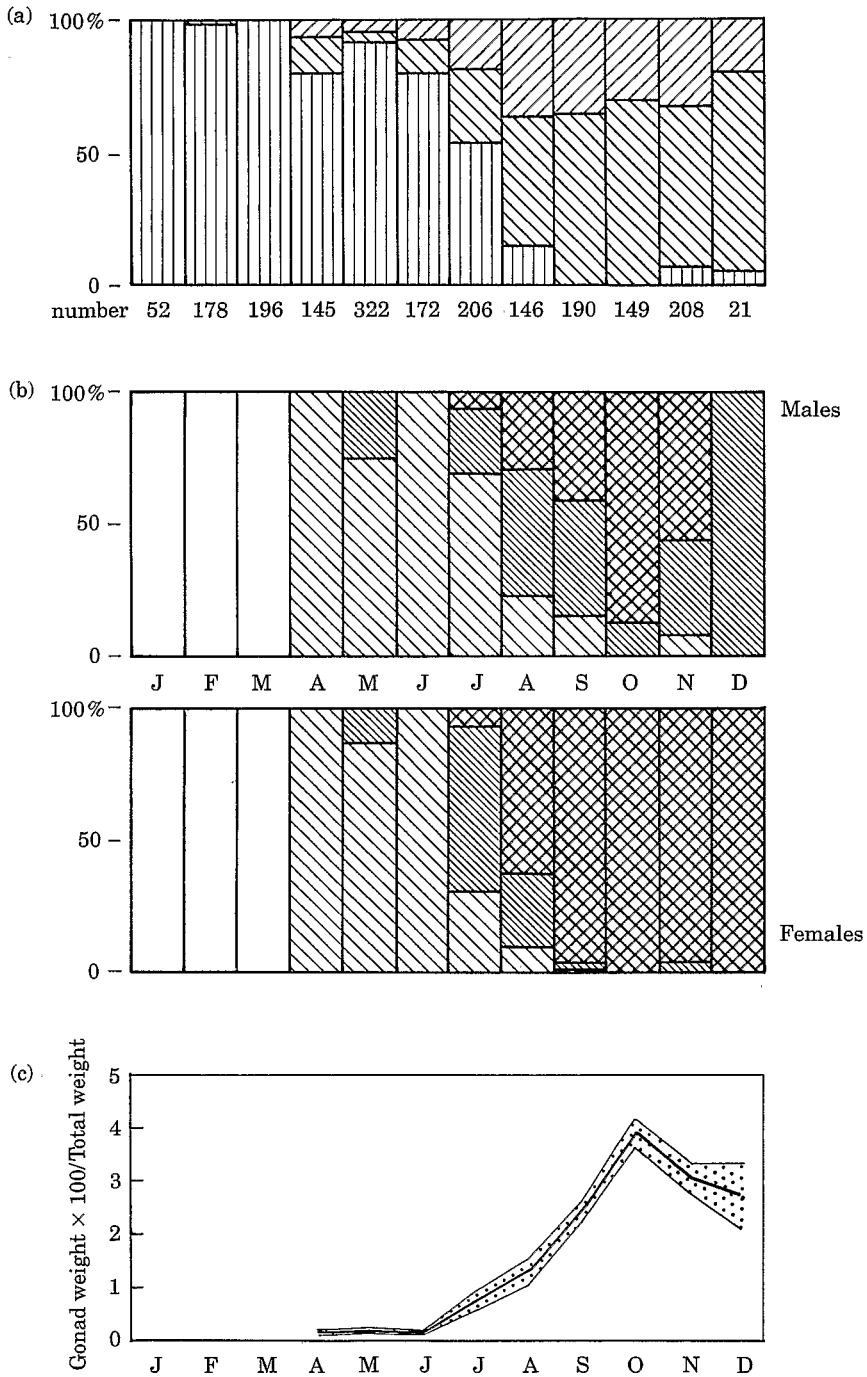 (a)
100%
50
0
number 52 178 196 145 322 172 206 146 190 149 208 21
(b)
100%
50
0
Males
J F M A M J J A S O N D
100%
50
0
Females
(c)
Gonad weight × 100/Total weight
5
4
3
2
1
0
J F M A M J J A S O N D